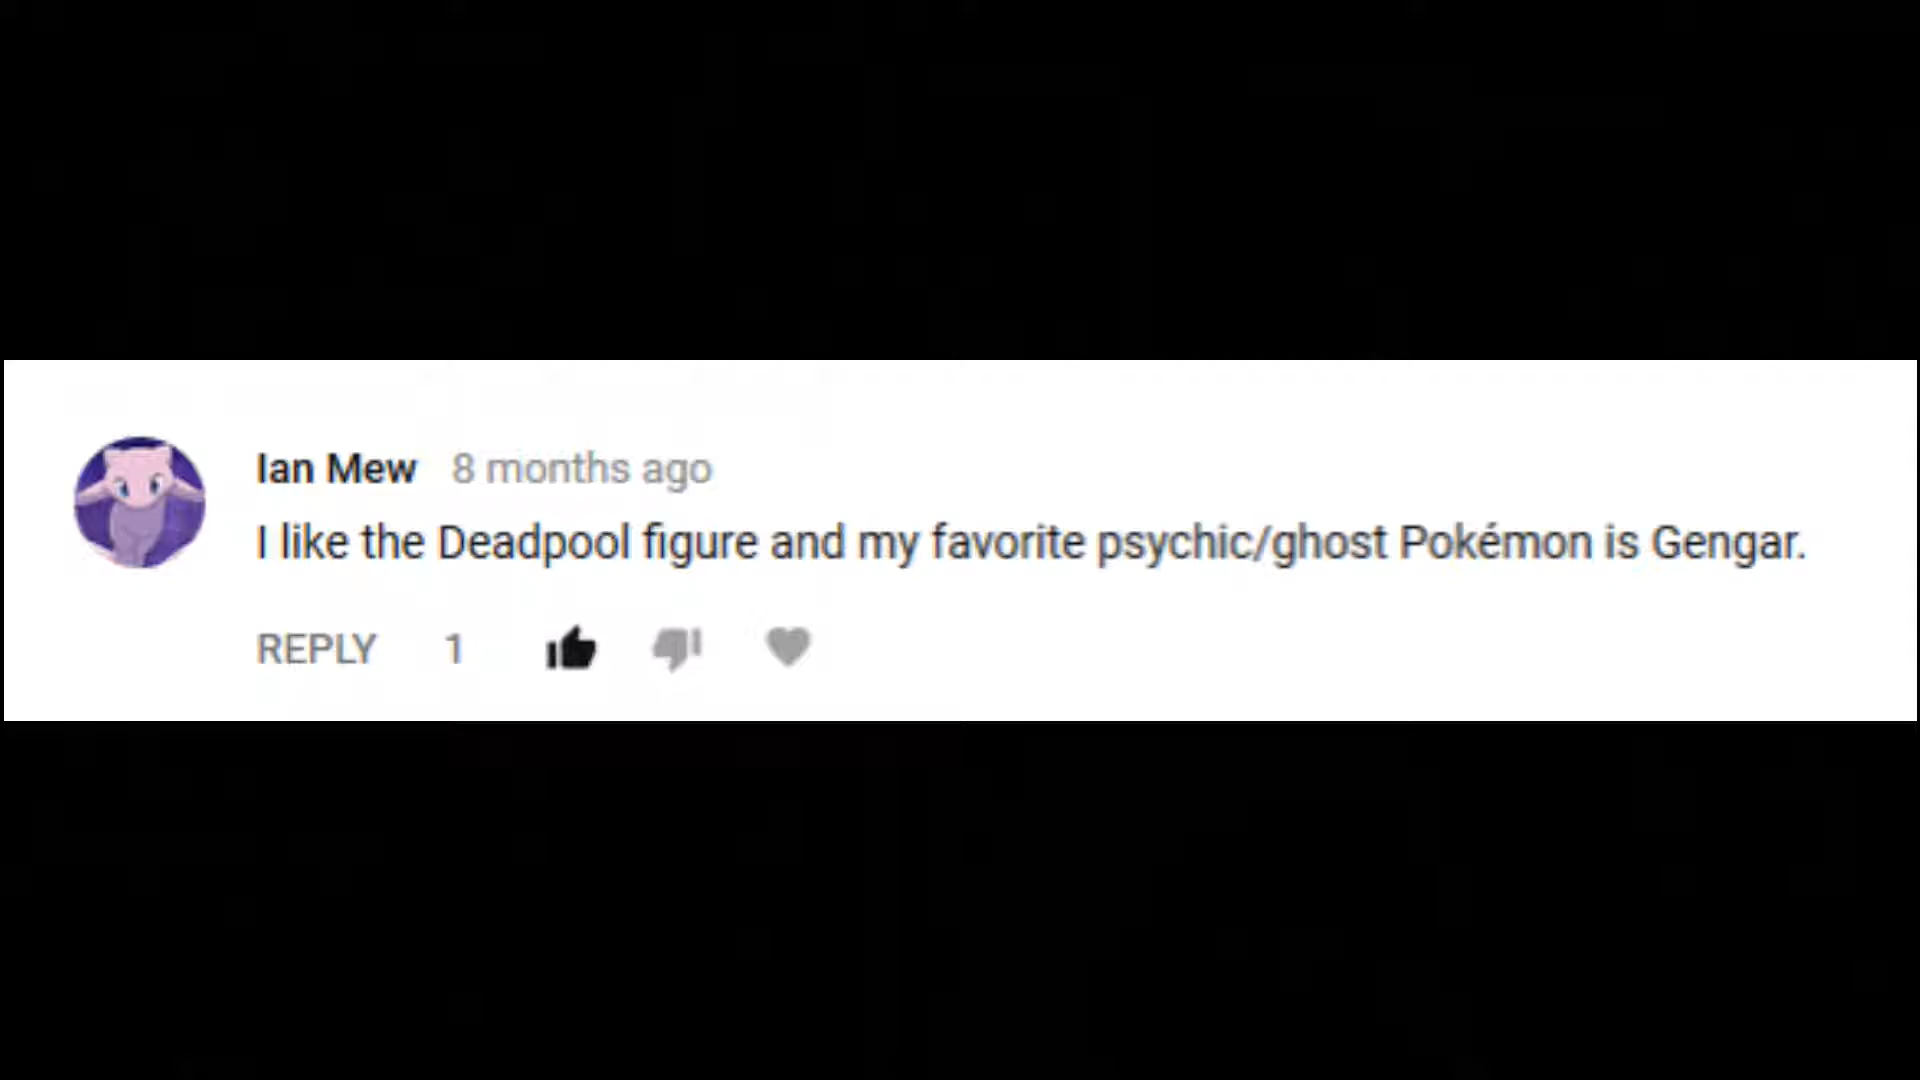 Ian Mew 8 months ago
I like the Deadpool figure and my favorite psychic/ghost Pokémon is Gengar.
REPLY 1